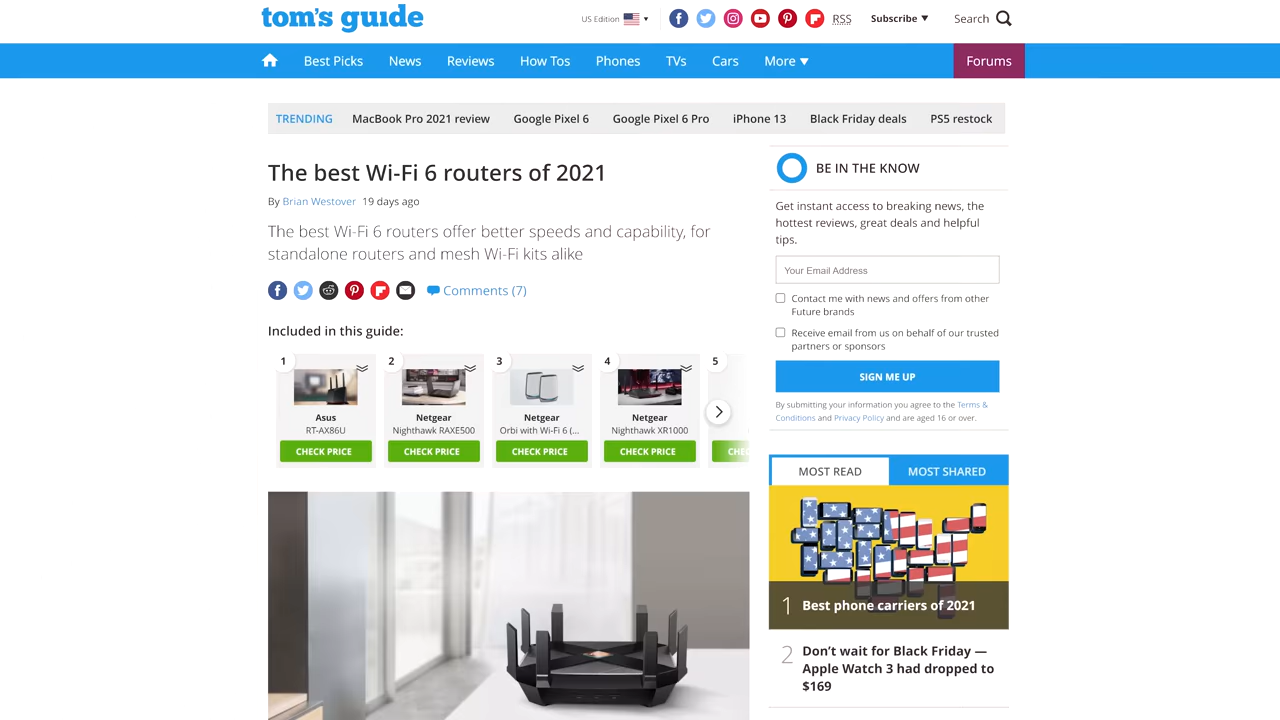 tom's guide
US Edition
RSS
Subscribe
Search
Best Picks
News
Reviews
How Tos
Phones
TVs
Cars
More
Forums
TRENDING
MacBook Pro 2021 review
Google Pixel 6
Google Pixel 6 Pro
iPhone 13
Black Friday deals
PS5 restock
The best Wi-Fi 6 routers of 2021
By Brian Westover 19 days ago
The best Wi-Fi 6 routers offer better speeds and capability, for
standalone routers and mesh Wi-Fi kits alike
Comments (7)
Included in this guide:
1
Asus
RT-AX86U
CHECK PRICE
2
Netgear
Nighthawk RAXE500
CHECK PRICE
3
Netgear
Orbi with Wi-Fi 6 (...
CHECK PRICE
4
Netgear
Nighthawk XR1000
CHECK PRICE
5
BE IN THE KNOW
Get instant access to breaking news, the
hottest reviews, great deals and helpful
tips.
Your Email Address
Contact me with news and offers from other
Future brands
Receive email from us on behalf of our trusted
partners or sponsors
SIGN ME UP
By submitting your information you agree to the Terms &
Conditions and Privacy Policy and are aged 16 or over.
MOST READ
MOST SHARED
1 Best phone carriers of 2021
2 Don't wait for Black Friday —
Apple Watch 3 had dropped to
$169